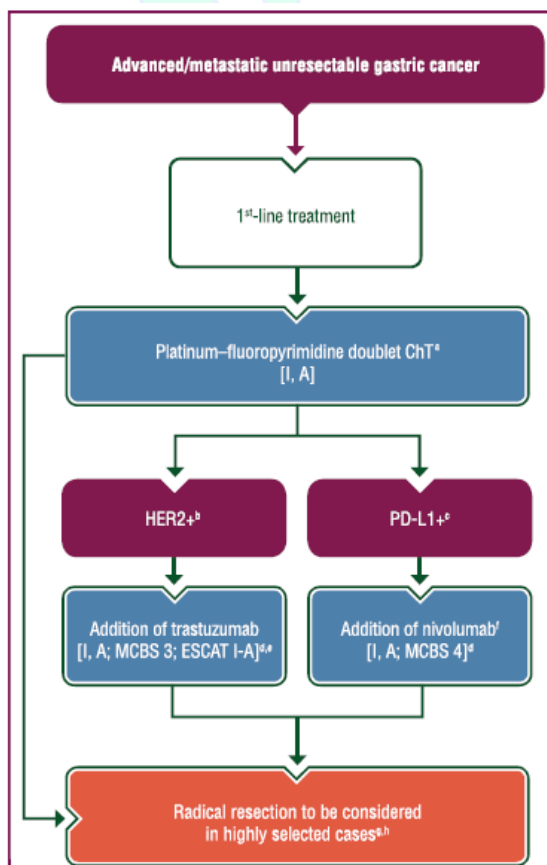 Advanced/metastatic unresectable gastric cancer
1st-line treatment
Platinum–fluoropyrimidine doublet ChTª
[I, A]
HER2+ᵇ
PD-L1+ᶜ
Addition of trastuzumab
[I, A; MCBS 3; ESCAT I-A]ᵈ,ᵉ
Addition of nivolumabᶠ
[I, A; MCBS 4]ᵈ
Radical resection to be considered
in highly selected casesᵍ,ʰ